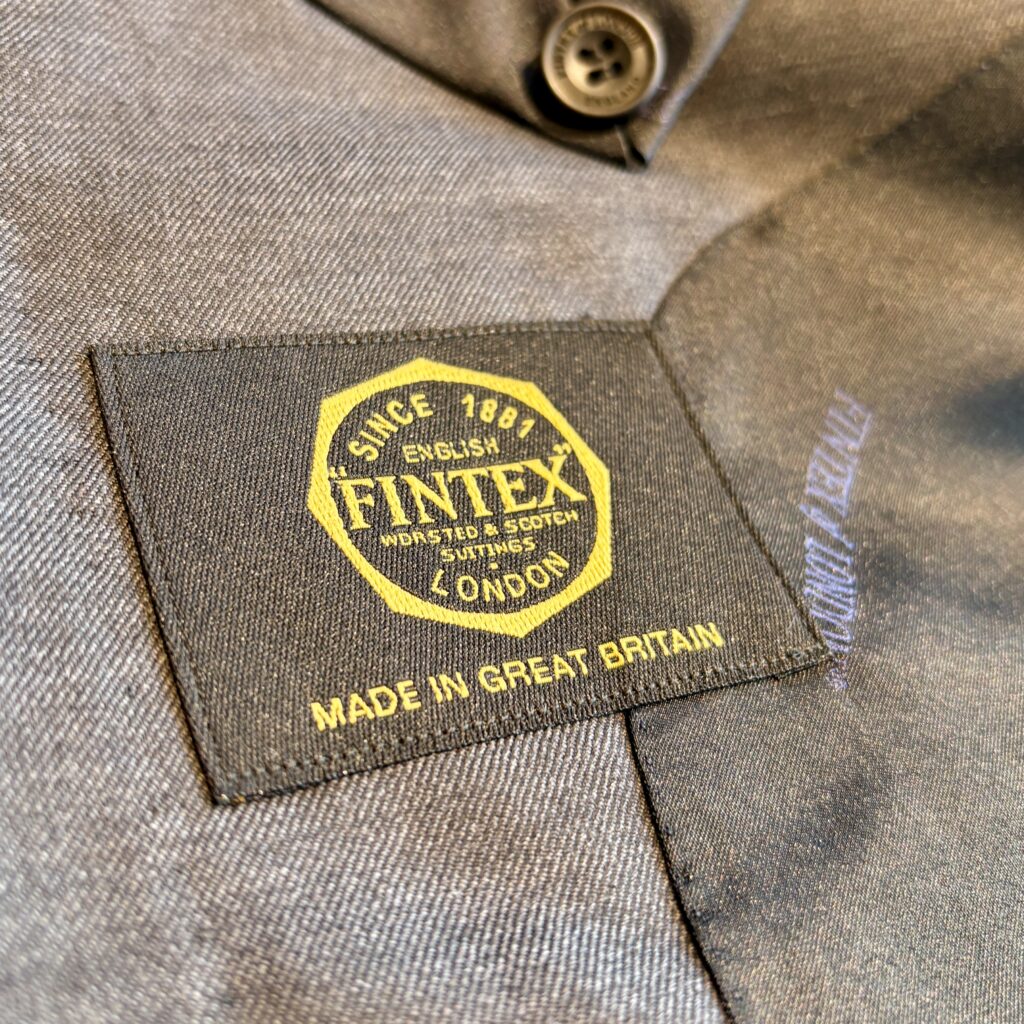 SINCE 1881
ENGLISH
"FINTEX"
WORSTED & SCOTCH
SUITINGS
LONDON
MADE IN GREAT BRITAIN